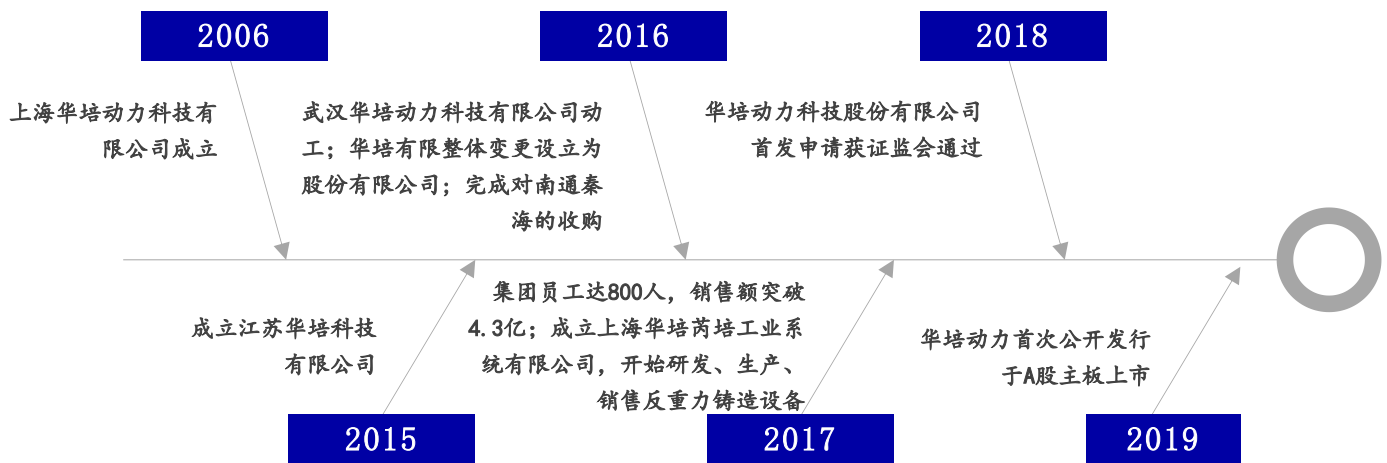 2006
上海华培动力科技有
限公司成立
2016
武汉华培动力科技有限公司动
工；华培有限整体变更设立为
股份有限公司；完成对南通秦
海的收购
2018
华培动力科技股份有限公司
首发申请获证监会通过
成立江苏华培科技
有限公司
2015
集团员工达800人，销售额突破
4.3亿；成立上海华培芮培工业系
统有限公司，开始研发、生产、
销售反重力铸造设备
2017
华培动力首次公开发行
于A股主板上市
2019